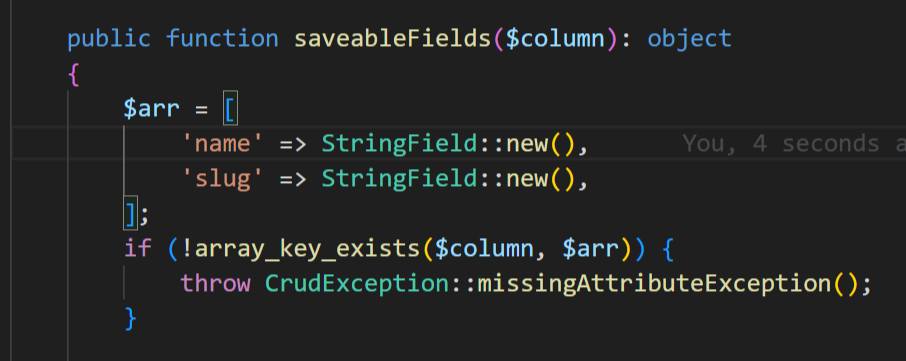 public function saveableFields($column): object
{
$arr = [
'name' => StringField::new(), You, 4 seconds
'slug' => StringField::new(),
];
if (!array_key_exists($column, $arr)) {
throw CrudException::missingAttributeException();
}